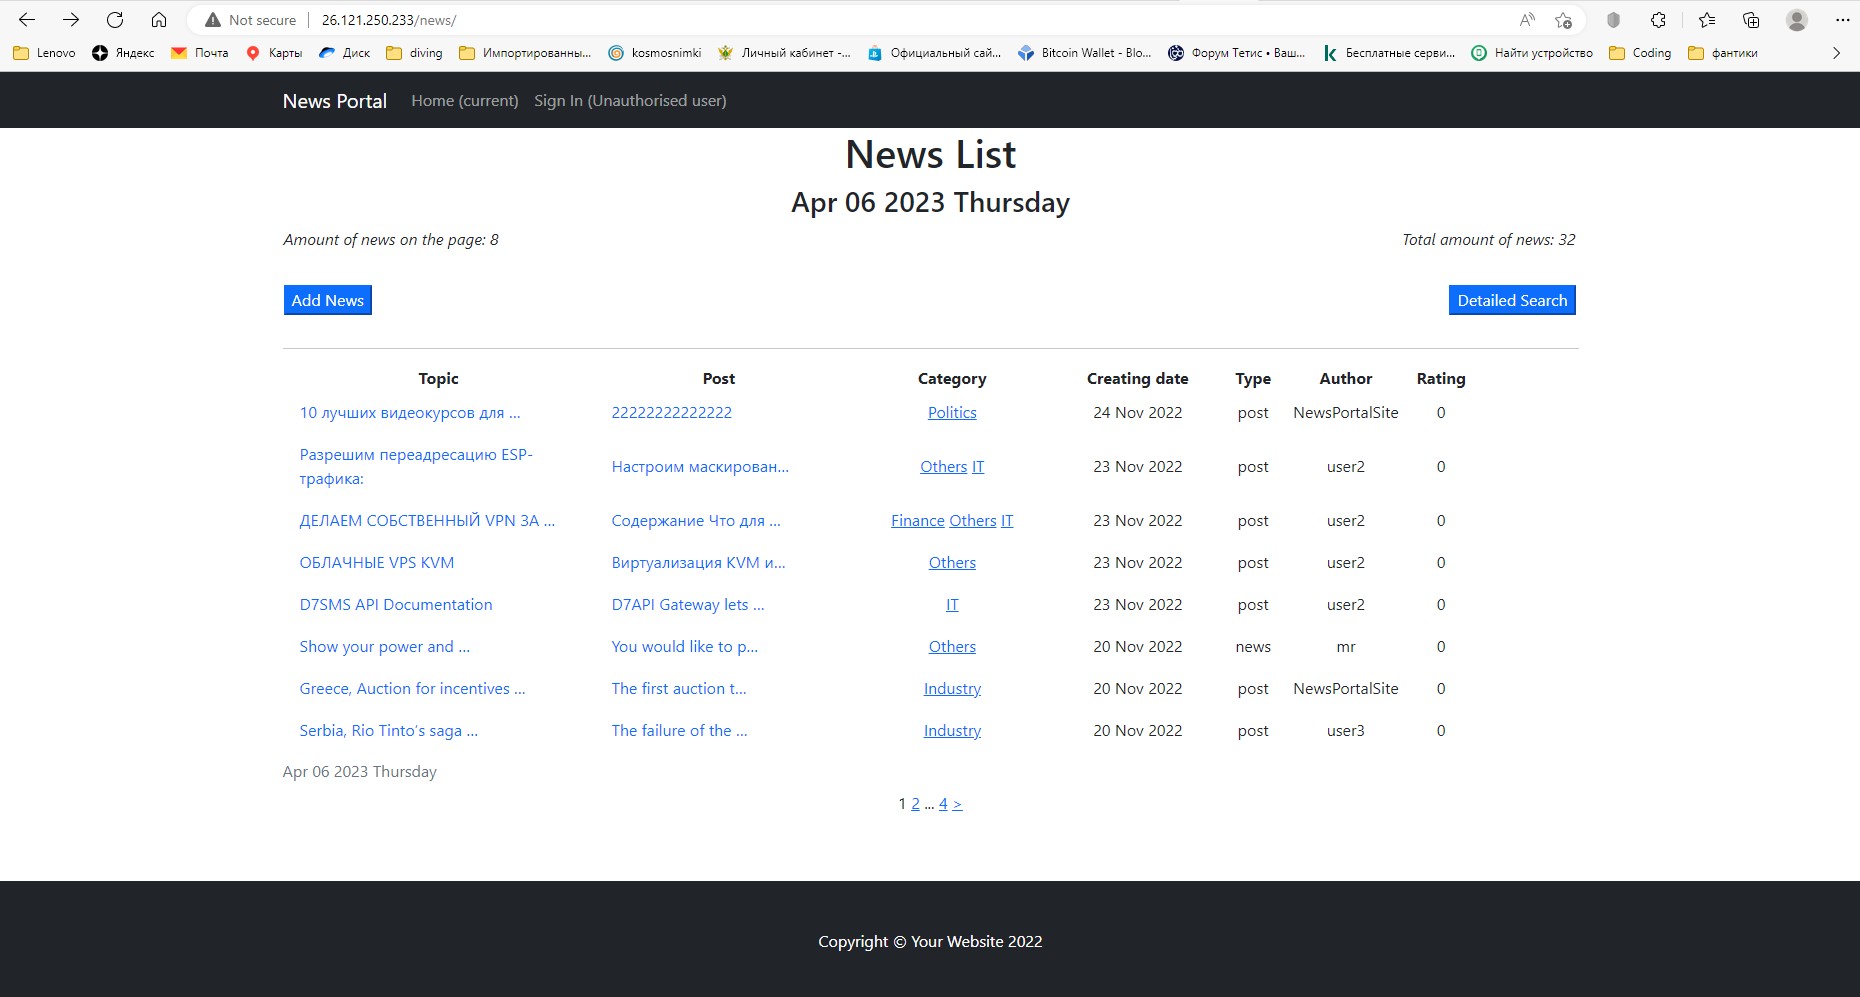 Not secure | 26.121.250.233/news/
Lenovo Яндекс Почта Карты Диск diving Импортированны... kosmosnimki Личный кабинет -... Официальный сай... Bitcoin Wallet - Blo... Форум Тетис • Ваш... Бесплатные серви... Найти устройство Coding фантики
News Portal Home (current) Sign In (Unauthorised user)
News List
Apr 06 2023 Thursday
Amount of news on the page: 8 Total amount of news: 32
Add News Detailed Search
Topic Post Category Creating date Type Author Rating
10 лучших видеокурсов для ... 22222222222222 Politics 24 Nov 2022 post NewsPortalSite 0
Разрешим переадресацию ESP-
трафика: Настроим маскирован... Others IT 23 Nov 2022 post user2 0
ДЕЛАЕМ СОБСТВЕННЫЙ VPN ЗА ... Содержание Что для ... Finance Others IT 23 Nov 2022 post user2 0
ОБЛАЧНЫЕ VPS KVM Виртуализация KVM и... Others 23 Nov 2022 post user2 0
D7SMS API Documentation D7API Gateway lets ... IT 23 Nov 2022 post user2 0
Show your power and ... You would like to p... Others 20 Nov 2022 news mr 0
Greece, Auction for incentives ... The first auction t... Industry 20 Nov 2022 post NewsPortalSite 0
Serbia, Rio Tinto's saga ... The failure of the ... Industry 20 Nov 2022 post user3 0
Apr 06 2023 Thursday
1 2 ... 4 >
Copyright © Your Website 2022